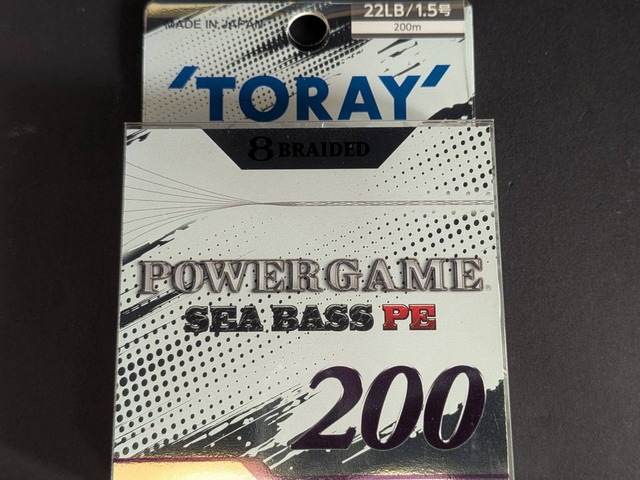 MADE IN JAPAN
22LB/1.5号
200m
'TORAY'
8 BRAIDED
POWERGAME®
SEA BASS PE
200